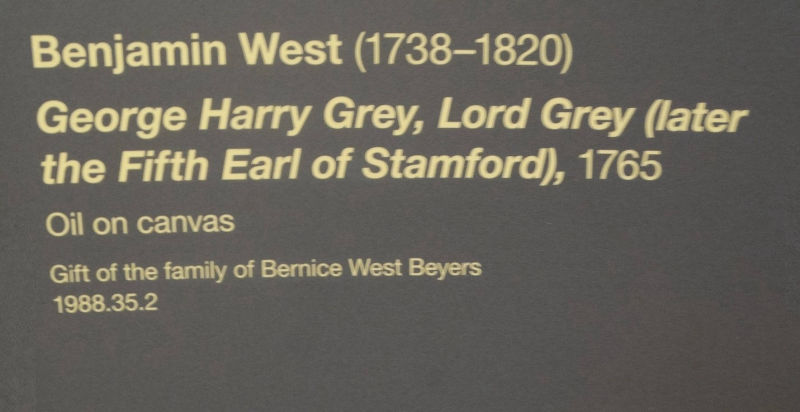 Benjamin West (1738–1820)
George Harry Grey, Lord Grey (later
the Fifth Earl of Stamford), 1765
Oil on canvas
Gift of the family of Bernice West Beyers
1988.35.2